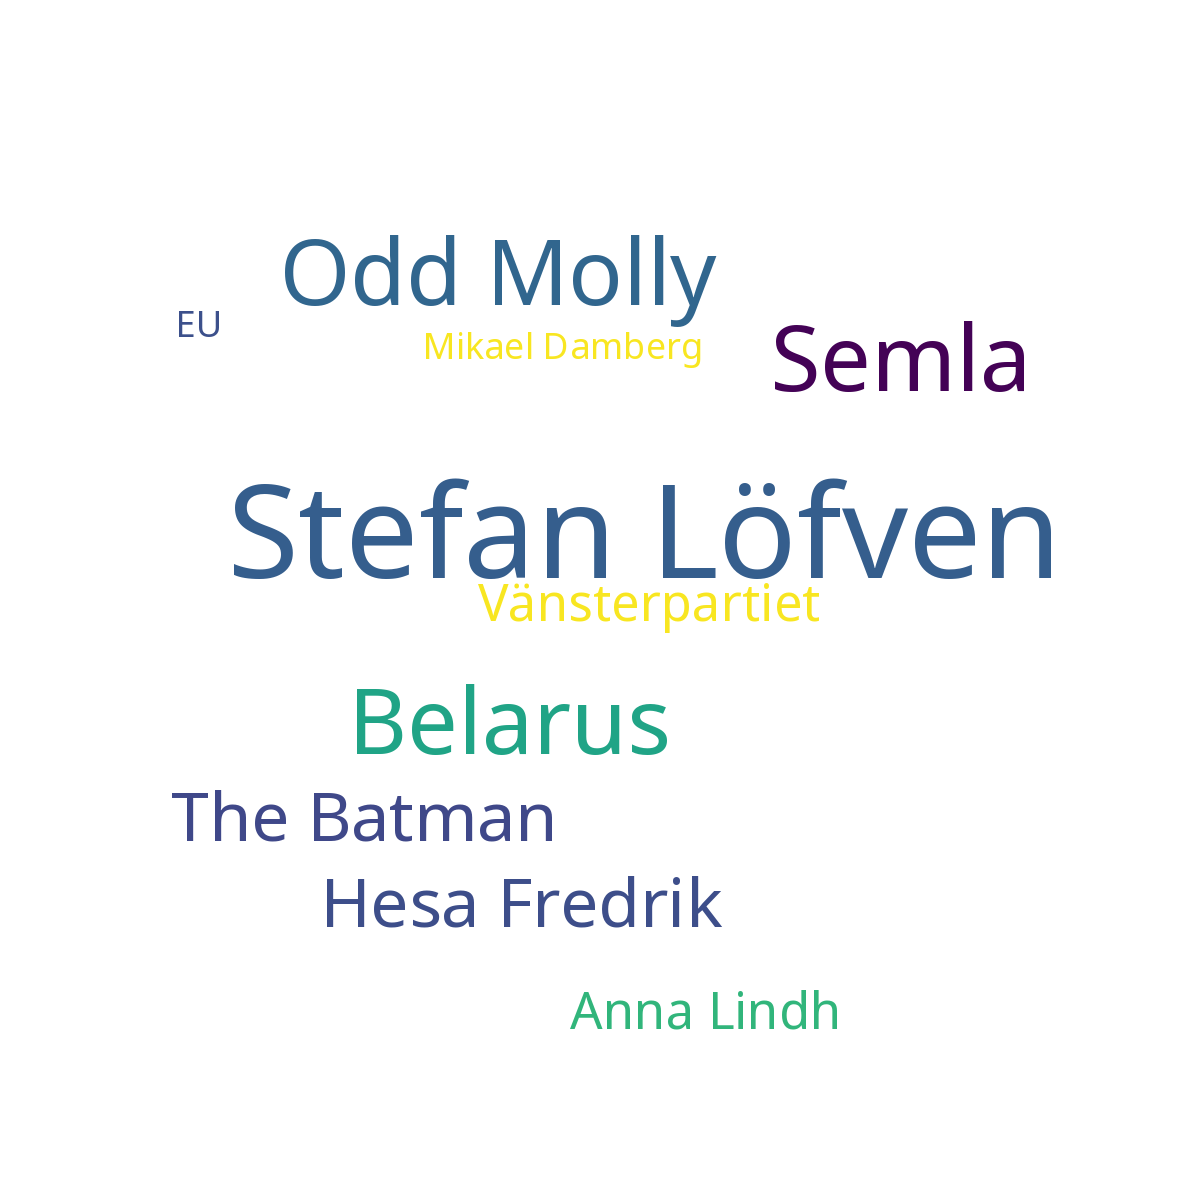 Odd Molly
EU
Mikael Damberg
Semla
Stefan Löfven
Vänsterpartiet
Belarus
The Batman
Hesa Fredrik
Anna Lindh